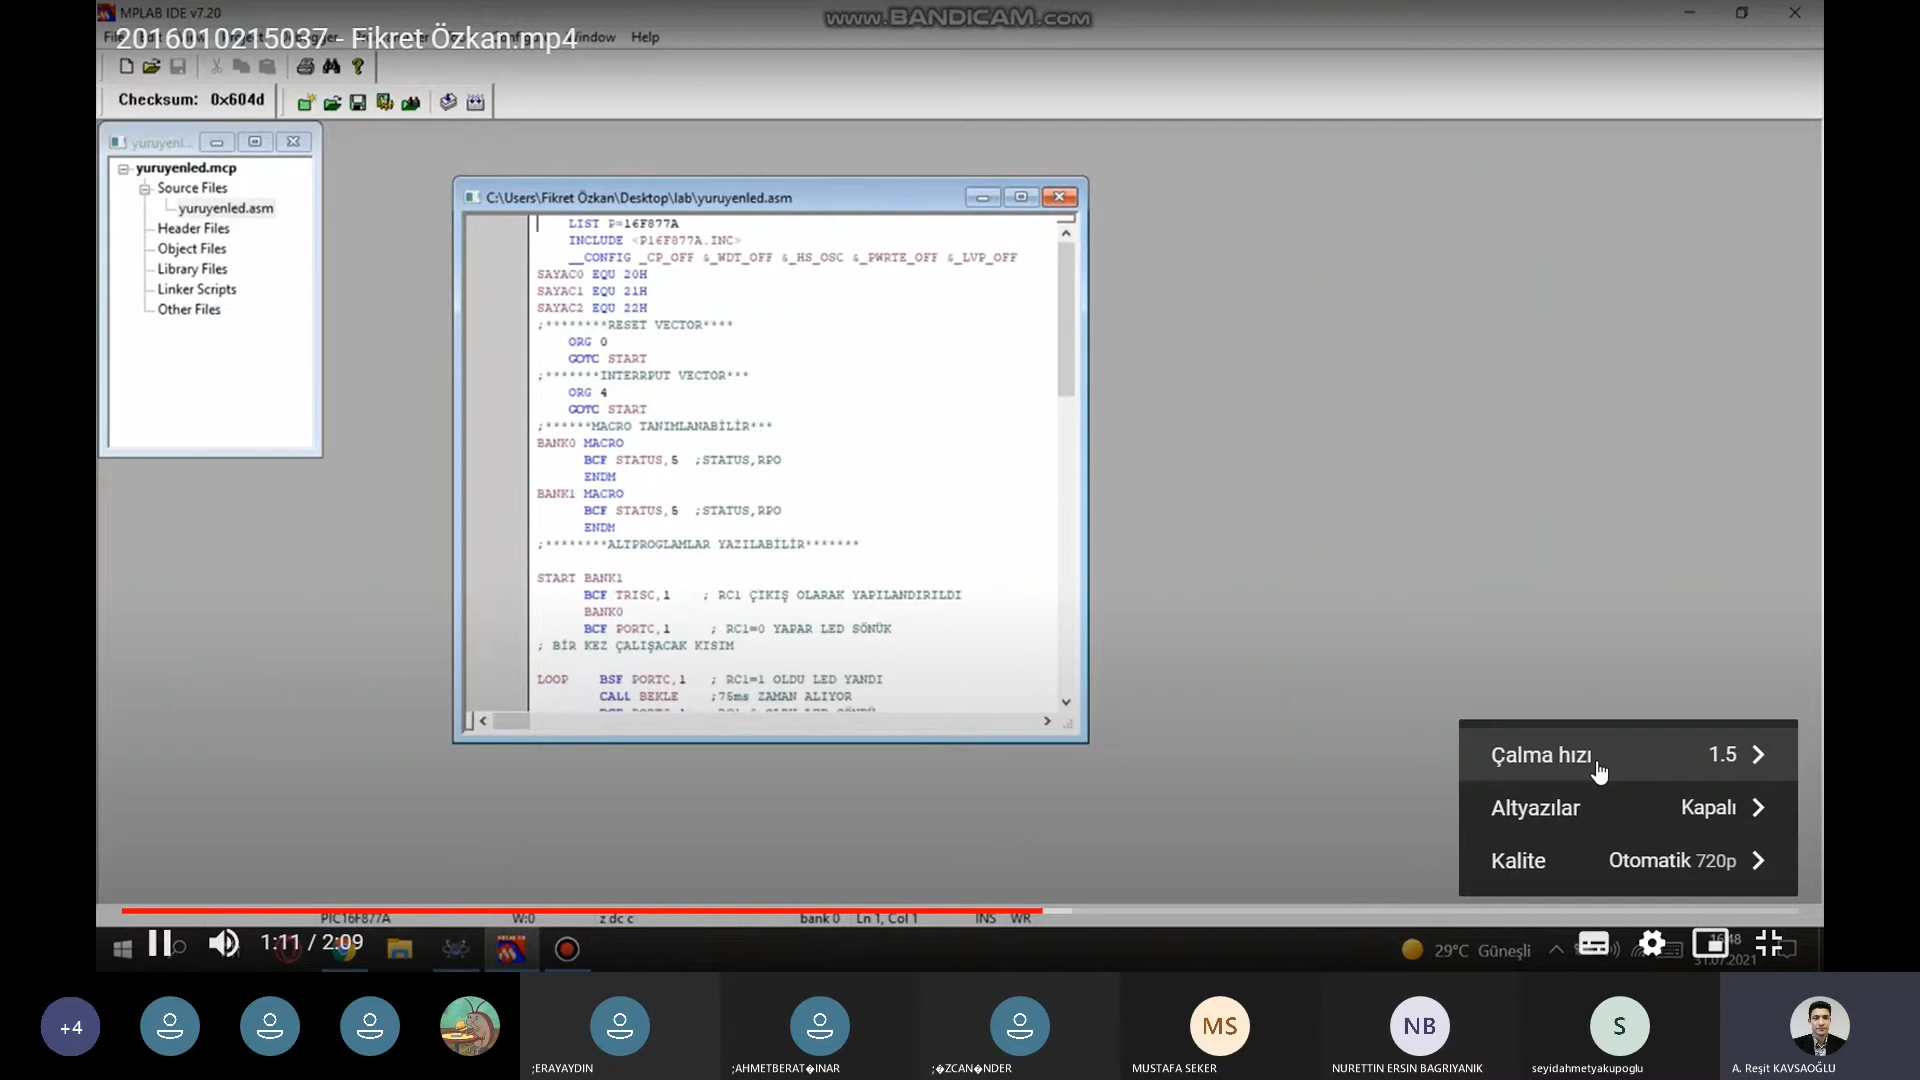 MPLAB IDE v7.20
www.BANDICAM.com
2016010215037 - Fikret Özkan.mp4
Window Help
Checksum: 0x604d
yuruyenl...
yuruyenled.mcp
Source Files
yuruyenled.asm
Header Files
Object Files
Library Files
Linker Scripts
Other Files
C:\Users\Fikret Özkan\Desktop\lab\yuruyenled.asm
LIST P=16F877A
INCLUDE <P16F877A.INC>
__CONFIG _CP_OFF &_WDT_OFF &_HS_OSC &_PWRTE_OFF &_LVP_OFF
SAYAC0 EQU 20H
SAYAC1 EQU 21H
SAYAC2 EQU 22H
;********RESET VECTOR****
ORG 0
GOTO START
;*******INTERRPUT VECTOR***
ORG 4
GOTO START
;******MACRO TANIMLANABİLİR***
BANK0 MACRO
BCF STATUS,5 ;STATUS,RPO
ENDM
BANK1 MACRO
BCF STATUS,5 ;STATUS,RPO
ENDM
;********ALTPROGLAMLAR YAZILABİLİR*******
START BANK1
BCF TRISC,1 ; RC1 ÇIKIŞ OLARAK YAPILANDIRILDI
BANK0
BCF PORTC,1 ; RC1=0 YAPAR LED SÖNÜK
; BİR KEZ ÇALIŞACAK KISIM
LOOP BSF PORTC,1 ; RC1=1 OLDU LED YANDI
CALL BEKLE ;75ms ZAMAN ALIYOR
Çalma hızı 1.5
Altyazılar Kapalı
Kalite Otomatik 720p
PIC16F877A W:0 z dc c bank 0 Ln 1, Col 1 INS WR
1:11 / 2:09
29°C Güneşli
31.07.2021
+4
MS
NB
S
;ERAYAYDIN
;AHMETBERAT�INAR
;�ZCAN�NDER
MUSTAFA SEKER
NURETTIN ERSIN BAGRIYANIK
seyidahmetyakupoglu
A. Reşit KAVSAOĞLU